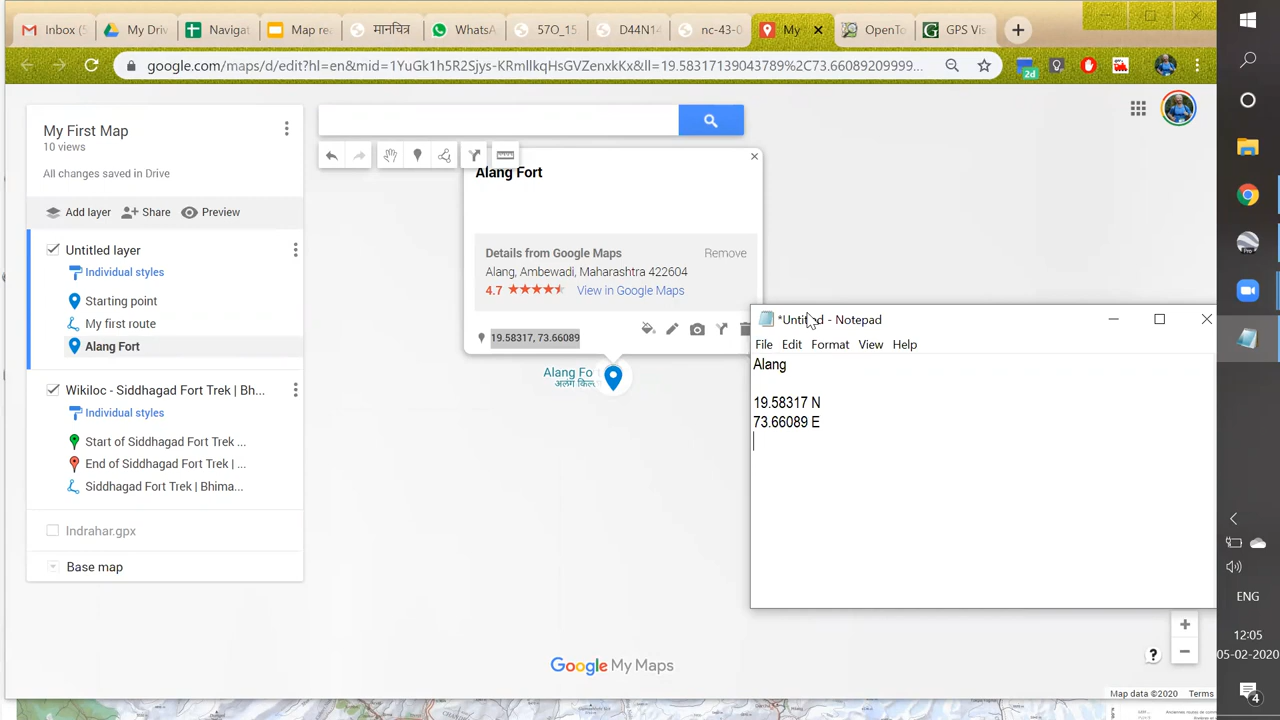 Inbox (5
My Driv
Navigat
Map re
मानचित्र
WhatsA
57O_15
D44N1
nc-43-0
My
OpenTo
GPS Vis
google.com/maps/d/edit?hl=en&mid=1YuGk1h5R2Sjys-KRmllkqHsGVZenxkKx&ll=19.58317139043789%2C73.66089209999...
2d
My First Map
10 views
All changes saved in Drive
Add layer
Share
Preview
Untitled layer
Individual styles
Starting point
My first route
Alang Fort
Wikiloc - Siddhagad Fort Trek | Bh...
Individual styles
Start of Siddhagad Fort Trek ...
End of Siddhagad Fort Trek | ...
Siddhagad Fort Trek | Bhima...
Indrahar.gpx
Base map
Alang Fort
Details from Google Maps
Remove
Alang, Ambewadi, Maharashtra 422604
4.7
View in Google Maps
19.58317, 73.66089
Alang Fo
अलंग किल्
*Untitled - Notepad
File Edit Format View Help
Alang
19.58317 N
73.66089 E
Google My Maps
?
Map data ©2020 Terms
ENG
12:05
05-02-2020
4